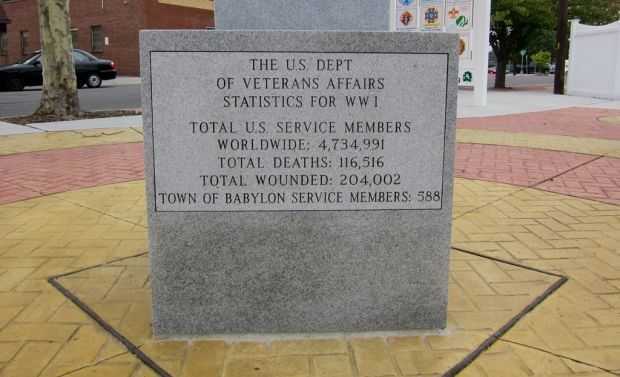 THE U.S. DEPT
OF VETERANS AFFAIRS
STATISTICS FOR WW I
TOTAL U.S. SERVICE MEMBERS
WORLDWIDE: 4,734,991
TOTAL DEATHS: 116,516
TOTAL WOUNDED: 204,002
TOWN OF BABYLON SERVICE MEMBERS: 588